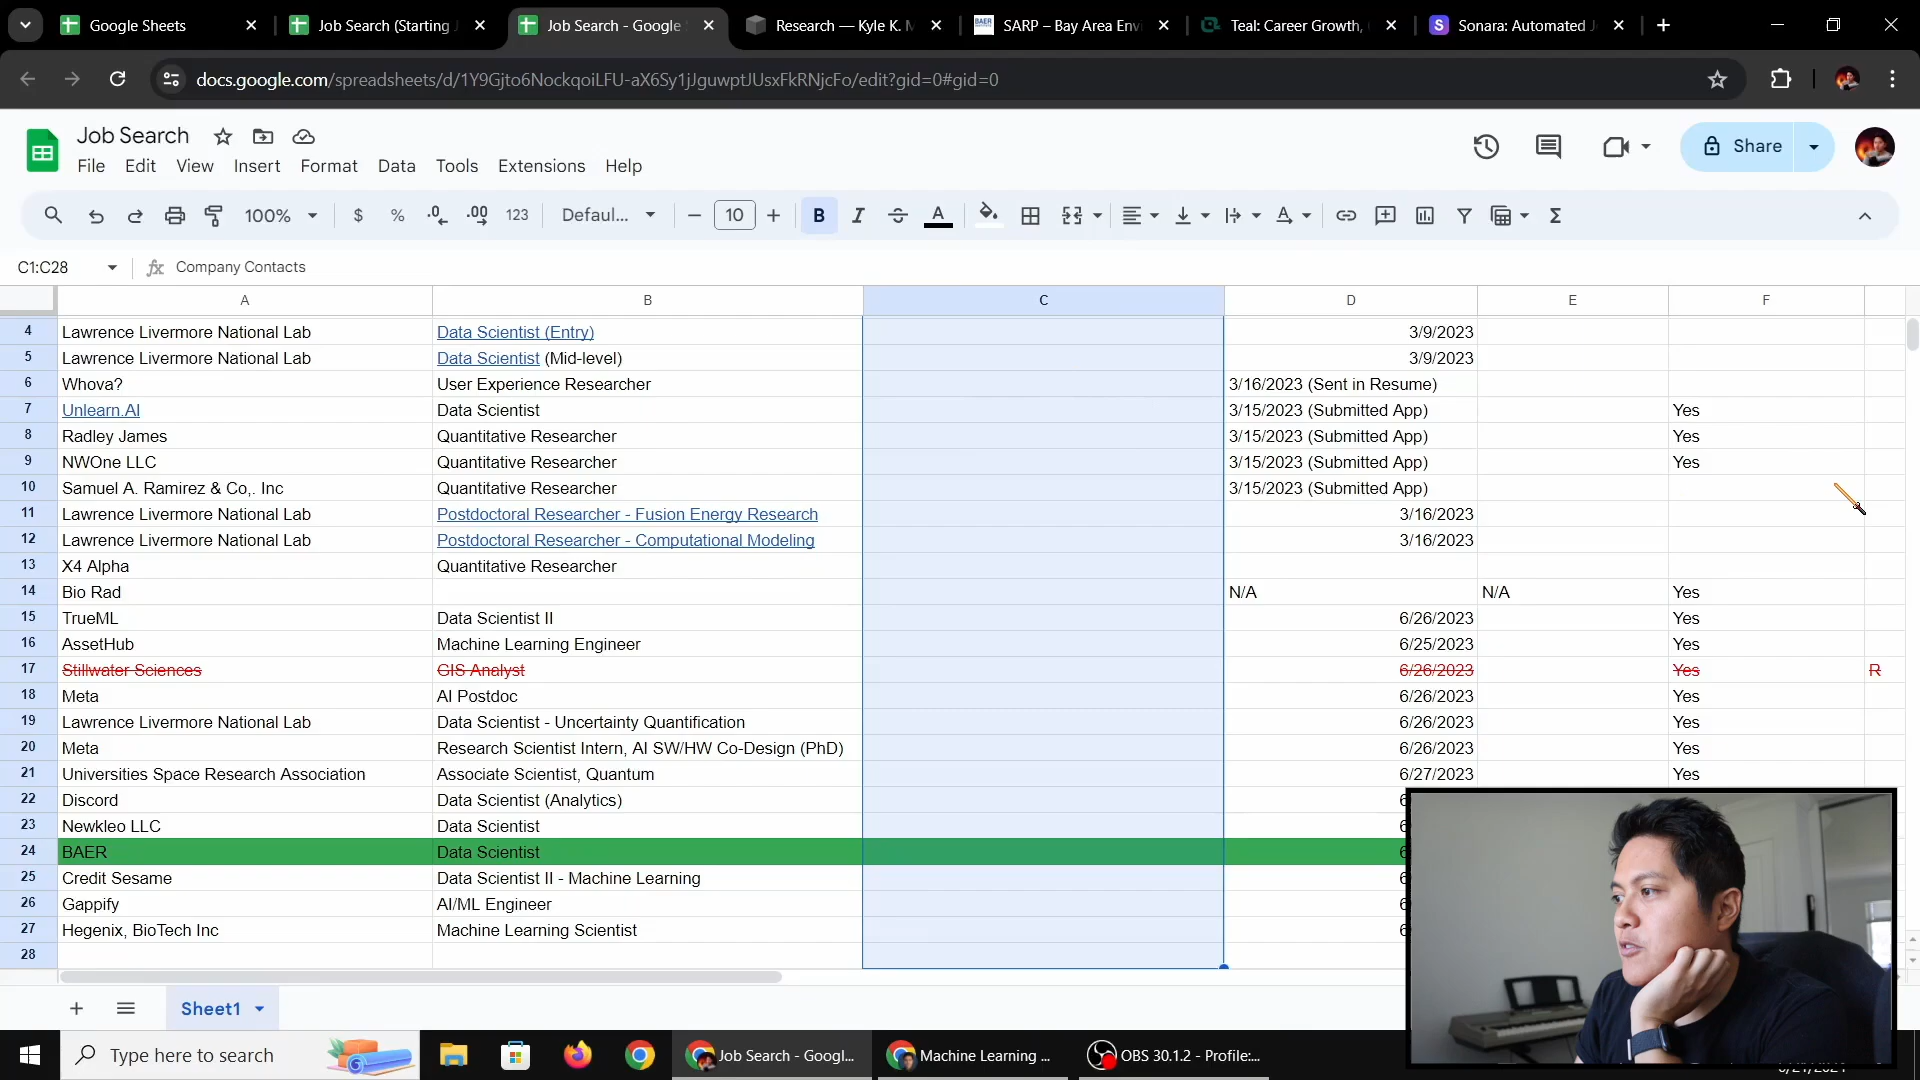 Google Sheets
Job Search (Starting J
Job Search - Google
Research — Kyle K. M
SARP – Bay Area Env
Teal: Career Growth,
Sonara: Automated J
docs.google.com/spreadsheets/d/1Y9Gjto6NockqoiLFU-aX6Sy1jJguwptJUsxFkRNjcFo/edit?gid=0#gid=0
Job Search
Share
File Edit View Insert Format Data Tools Extensions Help
100% $ % .0 .00 123 Defaul... 10 B I A
C1:C28 fx Company Contacts
A B C D E F
4 Lawrence Livermore National Lab Data Scientist (Entry) 3/9/2023
5 Lawrence Livermore National Lab Data Scientist (Mid-level) 3/9/2023
6 Whova? User Experience Researcher 3/16/2023 (Sent in Resume)
7 Unlearn.AI Data Scientist 3/15/2023 (Submitted App) Yes
8 Radley James Quantitative Researcher 3/15/2023 (Submitted App) Yes
9 NWOne LLC Quantitative Researcher 3/15/2023 (Submitted App) Yes
10 Samuel A. Ramirez & Co,. Inc Quantitative Researcher 3/15/2023 (Submitted App)
11 Lawrence Livermore National Lab Postdoctoral Researcher - Fusion Energy Research 3/16/2023
12 Lawrence Livermore National Lab Postdoctoral Researcher - Computational Modeling 3/16/2023
13 X4 Alpha Quantitative Researcher
14 Bio Rad N/A N/A Yes
15 TrueML Data Scientist II 6/26/2023 Yes
16 AssetHub Machine Learning Engineer 6/25/2023 Yes
17 Stillwater Sciences GIS Analyst 6/26/2023 Yes R
18 Meta AI Postdoc 6/26/2023 Yes
19 Lawrence Livermore National Lab Data Scientist - Uncertainty Quantification 6/26/2023 Yes
20 Meta Research Scientist Intern, AI SW/HW Co-Design (PhD) 6/26/2023 Yes
21 Universities Space Research Association Associate Scientist, Quantum 6/27/2023 Yes
22 Discord Data Scientist (Analytics) 6
23 Newkleo LLC Data Scientist 6
24 BAER Data Scientist 6
25 Credit Sesame Data Scientist II - Machine Learning 6
26 Gappify AI/ML Engineer 6
27 Hegenix, BioTech Inc Machine Learning Scientist 6
28
Sheet1
Type here to search
Job Search - Googl...
Machine Learning ...
OBS 30.1.2 - Profile:...